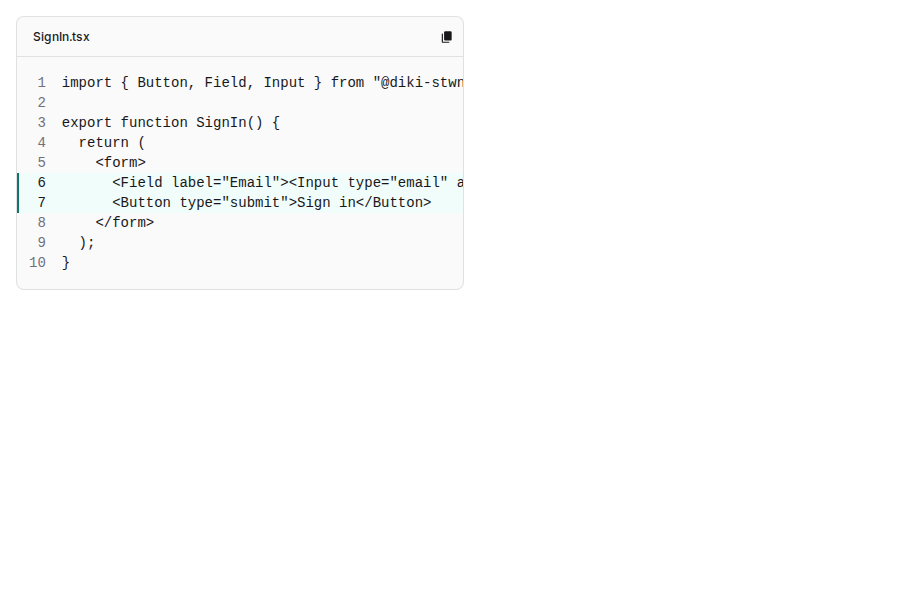 SignIn.tsx
1 import { Button, Field, Input } from "@diki-stwn
2
3 export function SignIn() {
4   return (
5     <form>
6       <Field label="Email"><Input type="email" a
7       <Button type="submit">Sign in</Button>
8     </form>
9   );
10 }